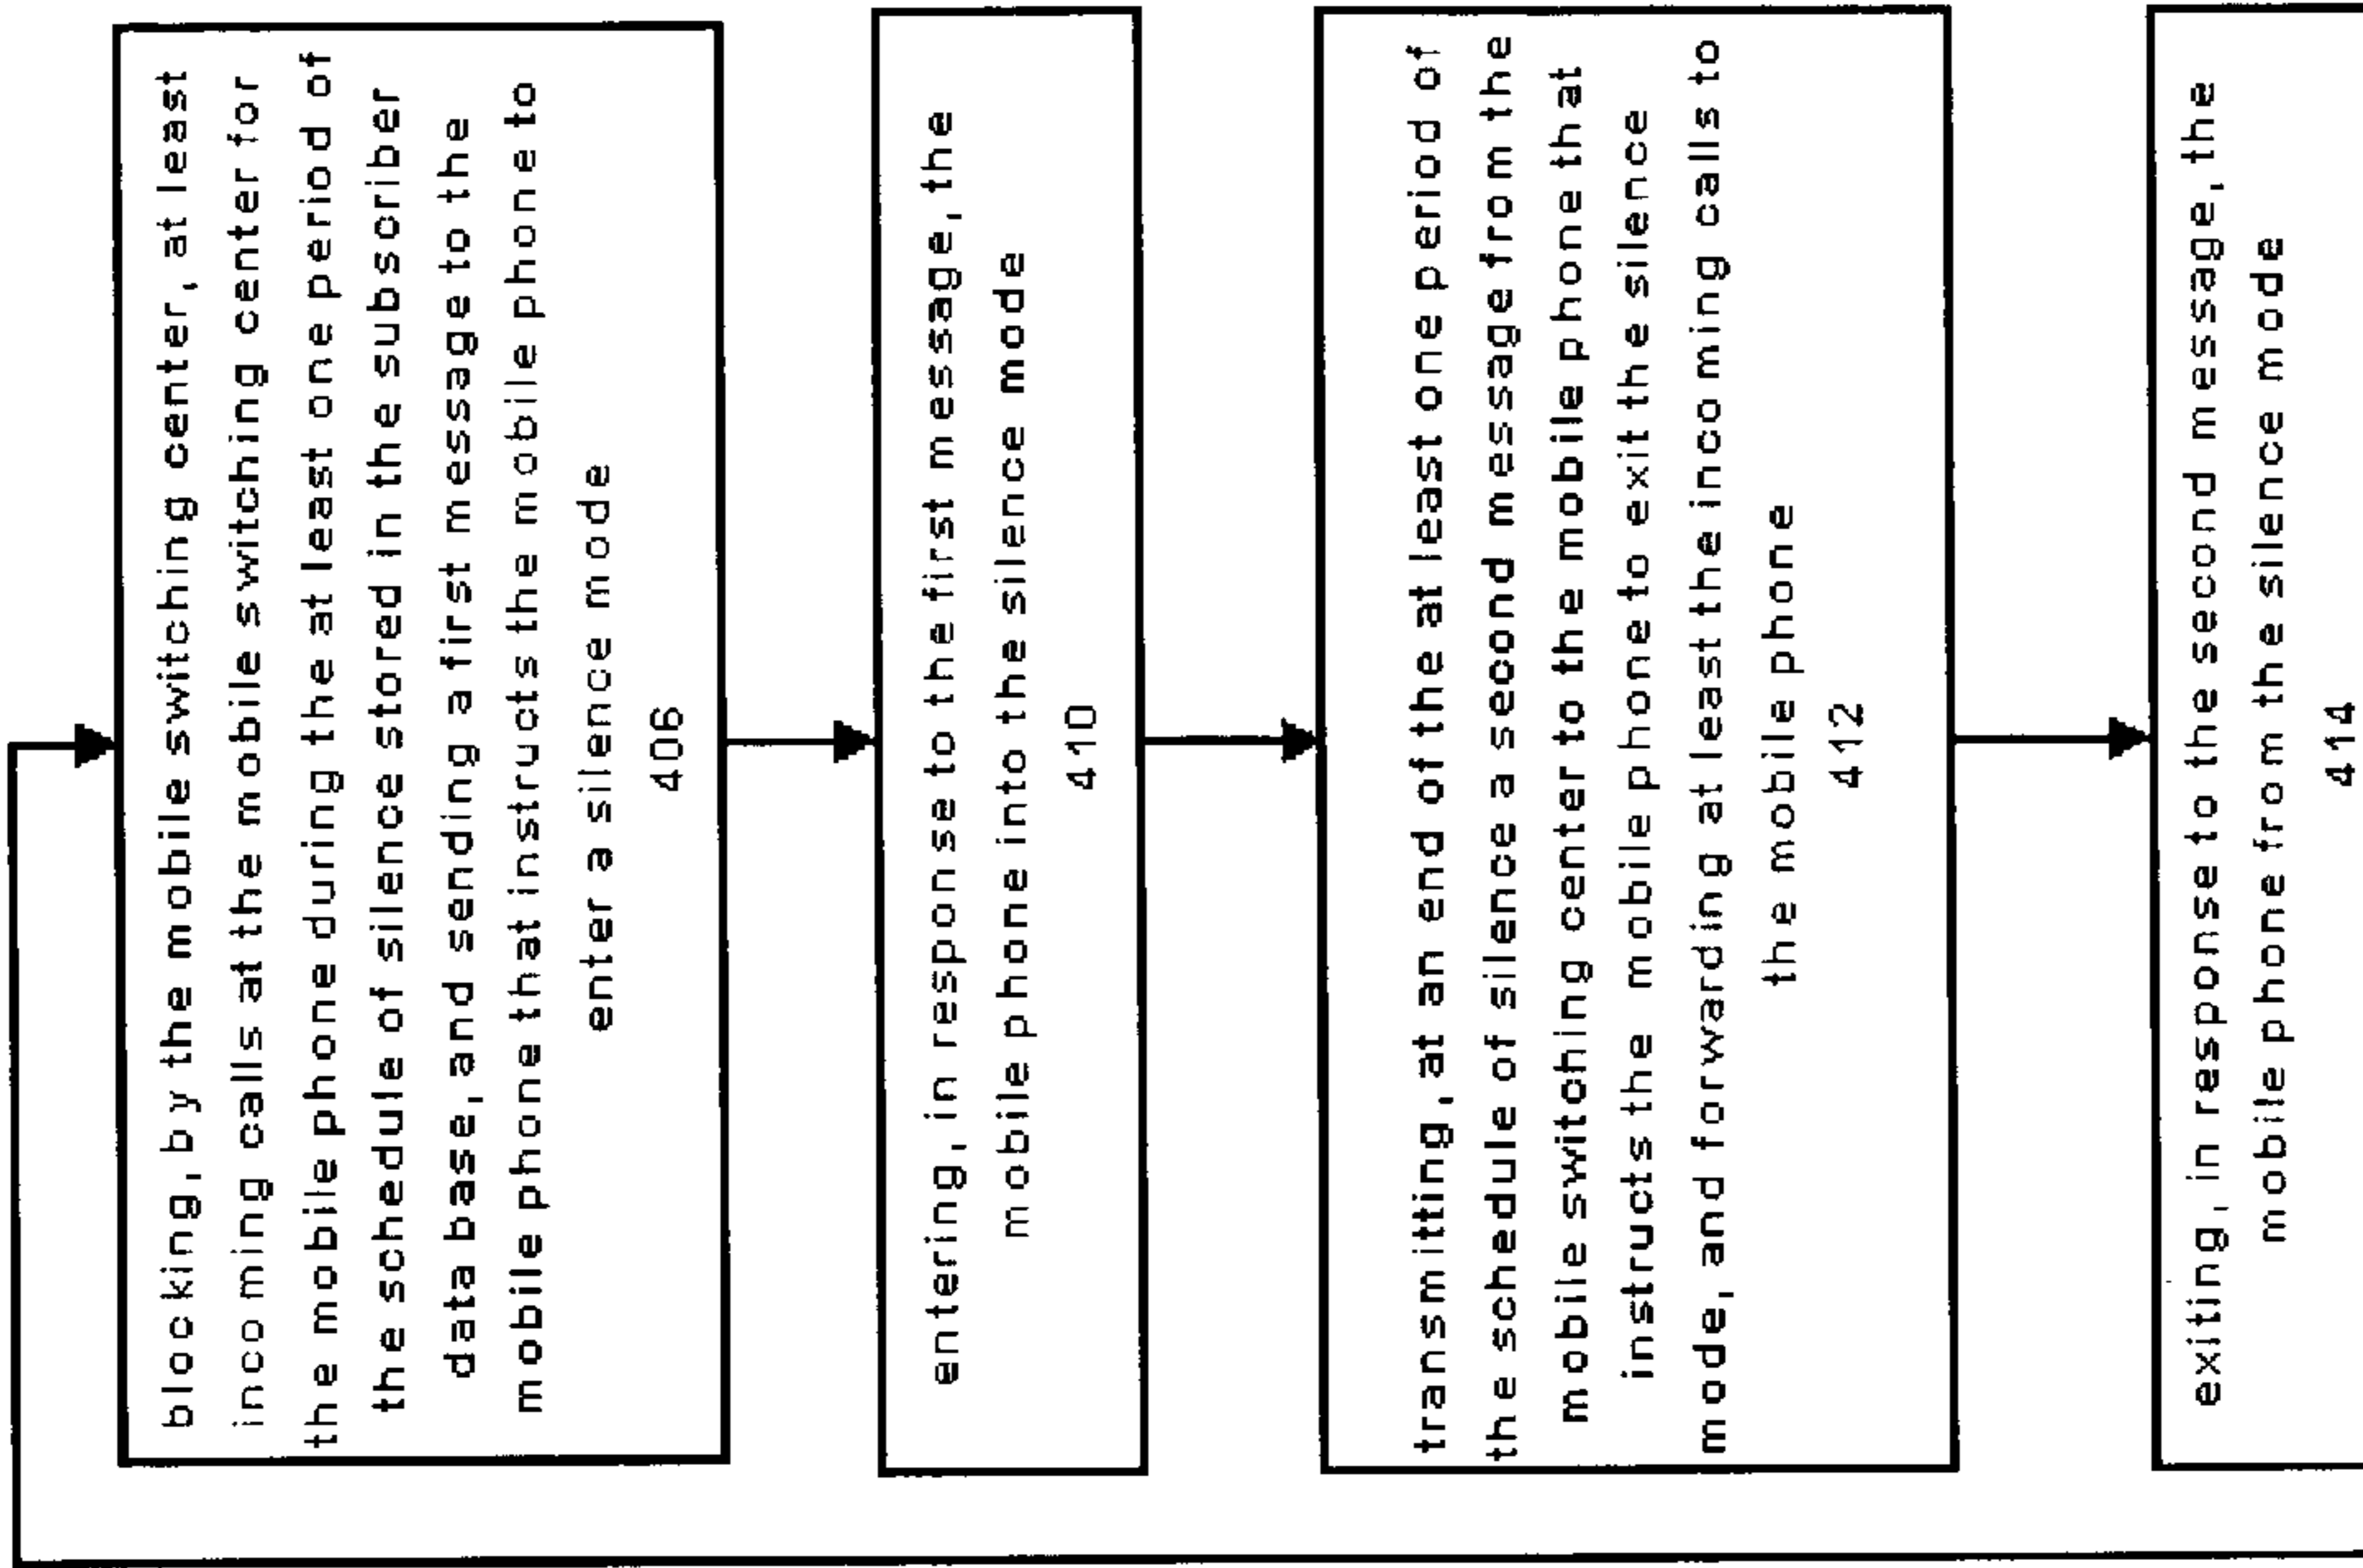 blocking, by the mobile switching center, at least
incoming calls at the mobile switching center for
the mobile phone during the at least one period of
the schedule of silence stored in the subscriber
data base, and sending a first message to the
mobile phone that instructs the mobile phone to
enter a silence mode
406
entering, in response to the first message, the
mobile phone into the silence mode
410
transmitting, at an end of the at least one period of
the schedule of silence a second message from the
mobile switching center to the mobile phone that
instructs the mobile phone to exit the silence
mode, and forwarding at least the incoming calls to
the mobile phone
412
exiting, in response to the second message, the
mobile phone from the silence mode
414